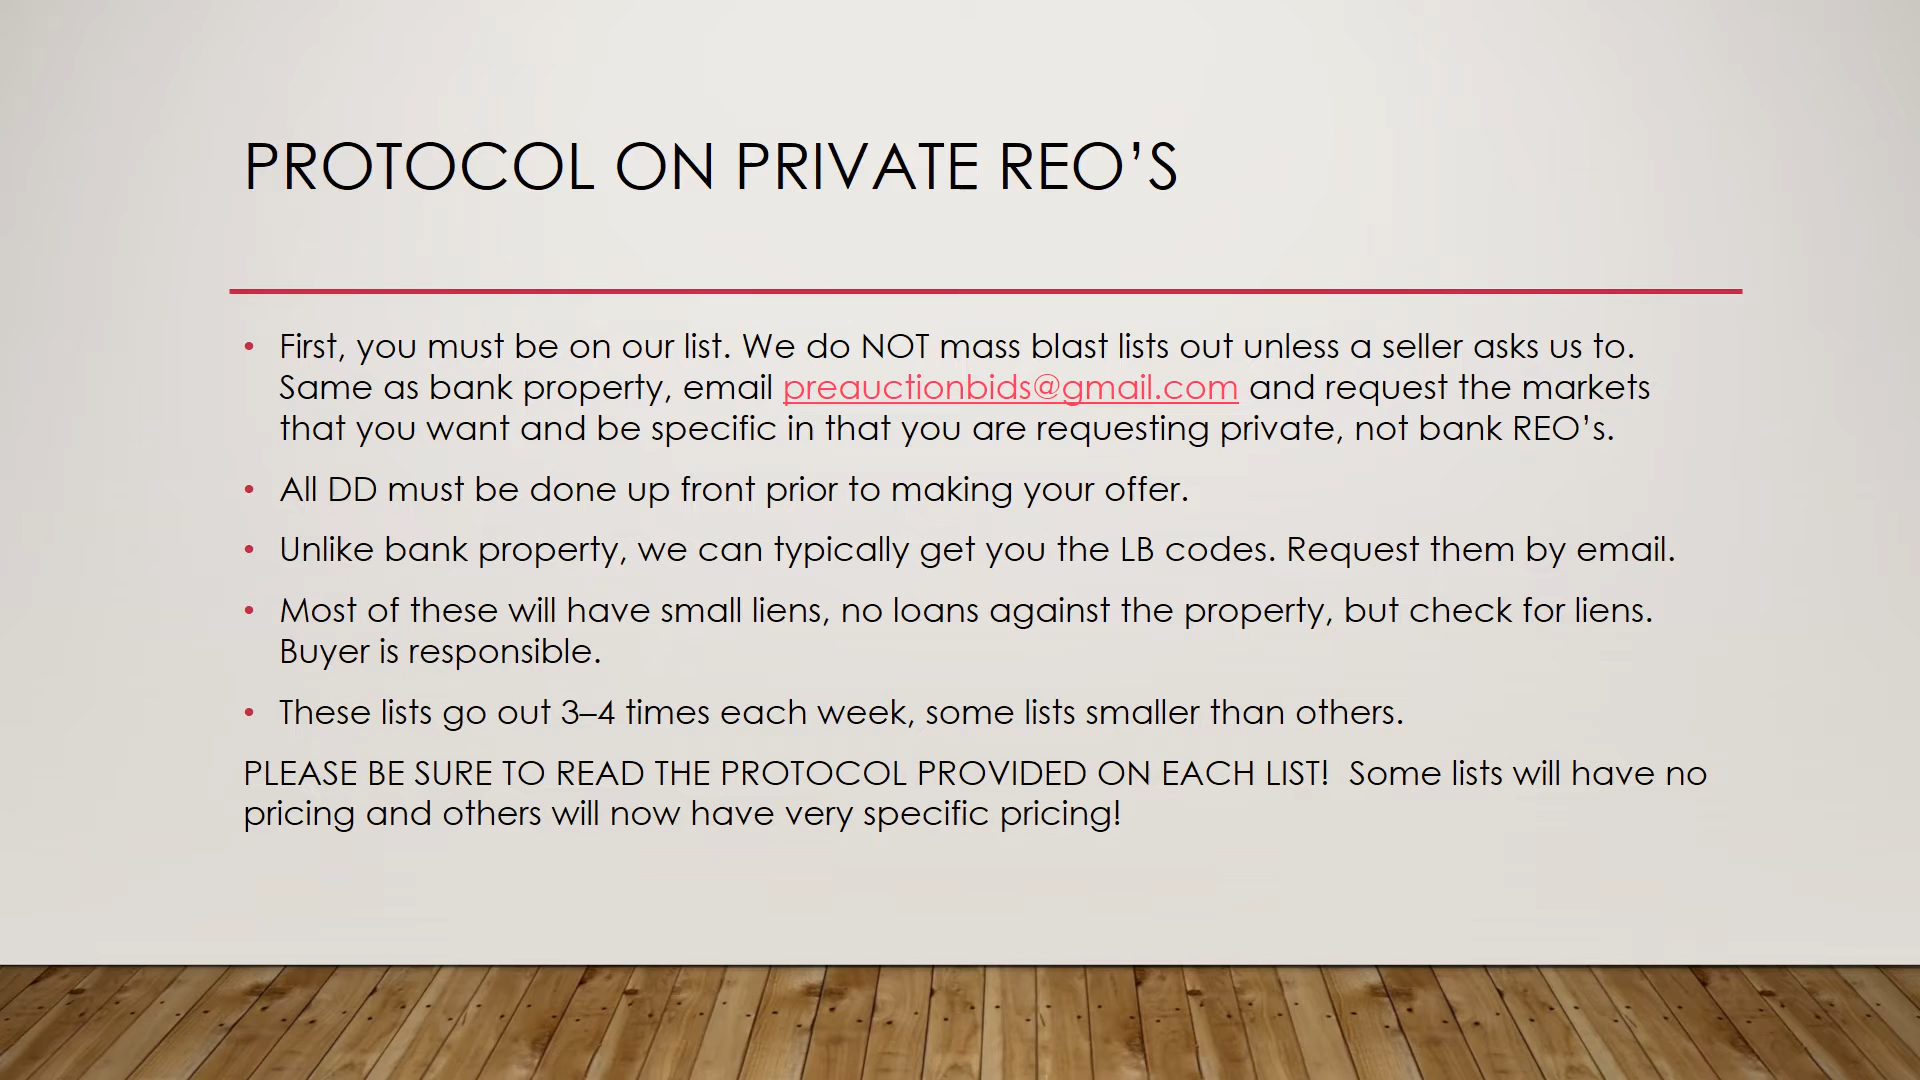 PROTOCOL ON PRIVATE REO’S
• First, you must be on our list. We do NOT mass blast lists out unless a seller asks us to.
Same as bank property, email preauctionbids@gmail.com and request the markets
that you want and be specific in that you are requesting private, not bank REO’s.
• All DD must be done up front prior to making your offer.
• Unlike bank property, we can typically get you the LB codes. Request them by email.
• Most of these will have small liens, no loans against the property, but check for liens.
Buyer is responsible.
• These lists go out 3–4 times each week, some lists smaller than others.
PLEASE BE SURE TO READ THE PROTOCOL PROVIDED ON EACH LIST!  Some lists will have no
pricing and others will now have very specific pricing!